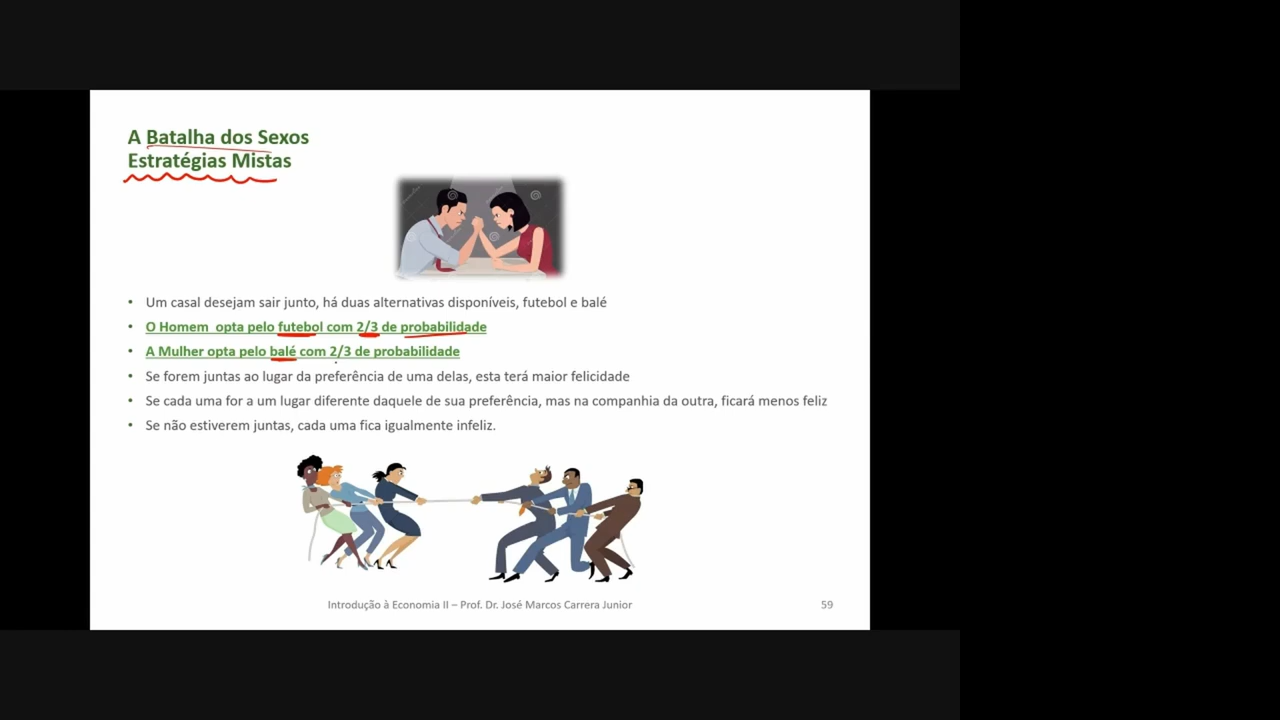 A Batalha dos Sexos
Estratégias Mistas
• Um casal desejam sair junto, há duas alternativas disponíveis, futebol e balé
• O Homem opta pelo futebol com 2/3 de probabilidade
• A Mulher opta pelo balé com 2/3 de probabilidade
• Se forem juntas ao lugar da preferência de uma delas, esta terá maior felicidade
• Se cada uma for a um lugar diferente daquele de sua preferência, mas na companhia da outra, ficará menos feliz
• Se não estiverem juntas, cada uma fica igualmente infeliz.
Introdução à Economia II – Prof. Dr. José Marcos Carrera Junior
59